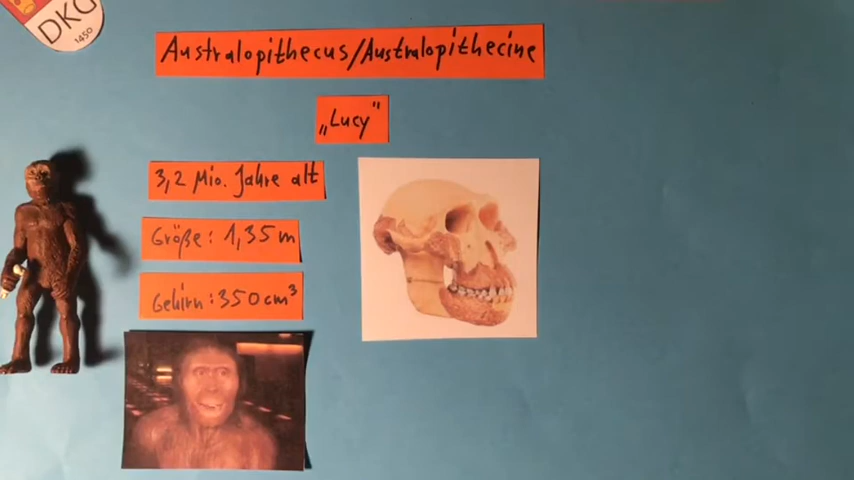 DKG
1450
Australopithecus/Australopithecine
„Lucy"
3,2 Mio. Jahre alt
Größe: 1,35 m
Gehirn: 350 cm³